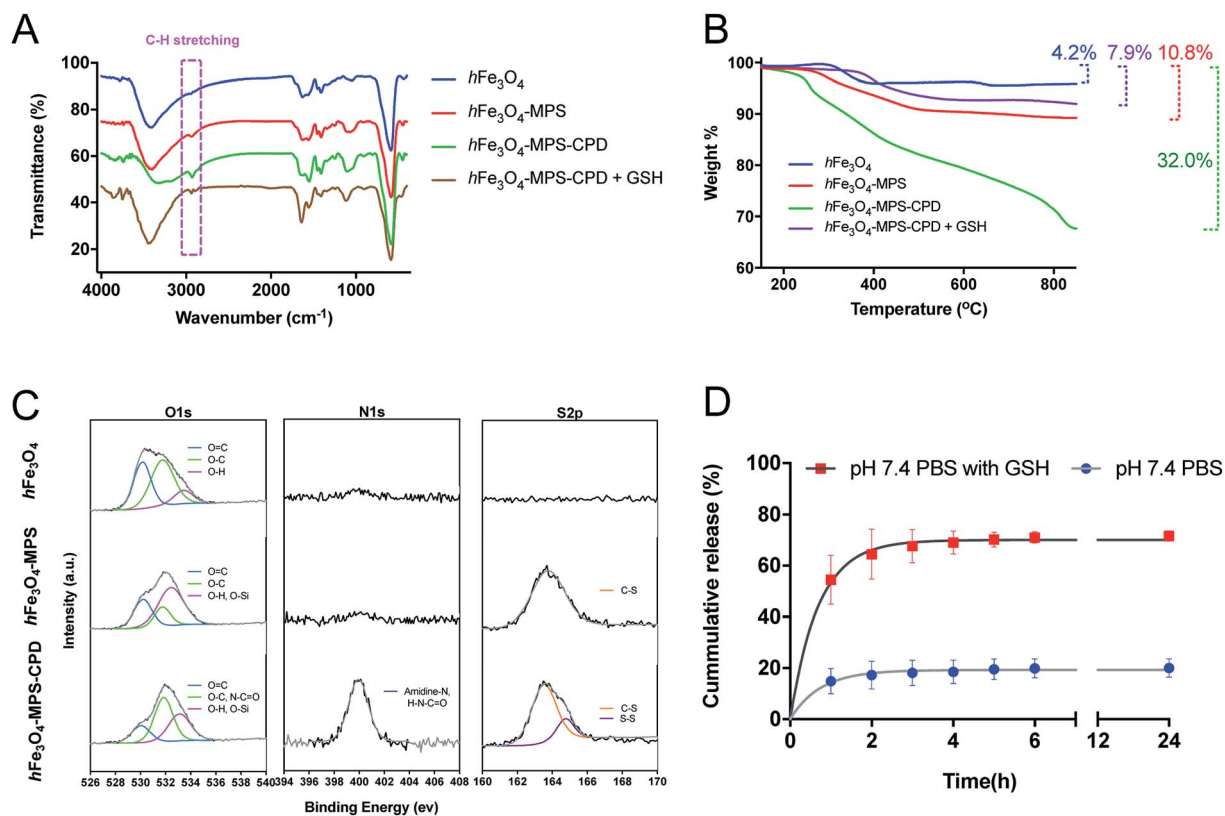 A
C-H stretching
100
80
60
40
20
4000 3000 2000 1000
Transmittance (%)
Wavenumber (cm⁻¹)
hFe₃O₄
hFe₃O₄-MPS
hFe₃O₄-MPS-CPD
hFe₃O₄-MPS-CPD + GSH
B
4.2% 7.9% 10.8%
32.0%
100
90
80
70
60
200 400 600 800
Weight %
Temperature (ºC)
hFe₃O₄
hFe₃O₄-MPS
hFe₃O₄-MPS-CPD
hFe₃O₄-MPS-CPD + GSH
C
O1s N1s S2p
hFe₃O₄
O=C
O-C
O-H
hFe₃O₄-MPS
O=C
O-C
O-H, O-Si
C-S
hFe₃O₄-MPS-CPD
O=C
O-C, N-C=O
O-H, O-Si
Amidine-N,
H-N-C=O
C-S
S-S
Intensity (a.u.)
526 528 530 532 534 536 538 540
394 396 398 400 402 404 406 408
160 162 164 166 168 170
Binding Energy (ev)
D
100
80
60
40
20
0
pH 7.4 PBS with GSH
pH 7.4 PBS
Cummulative release (%)
0 2 4 6 12 24
Time(h)